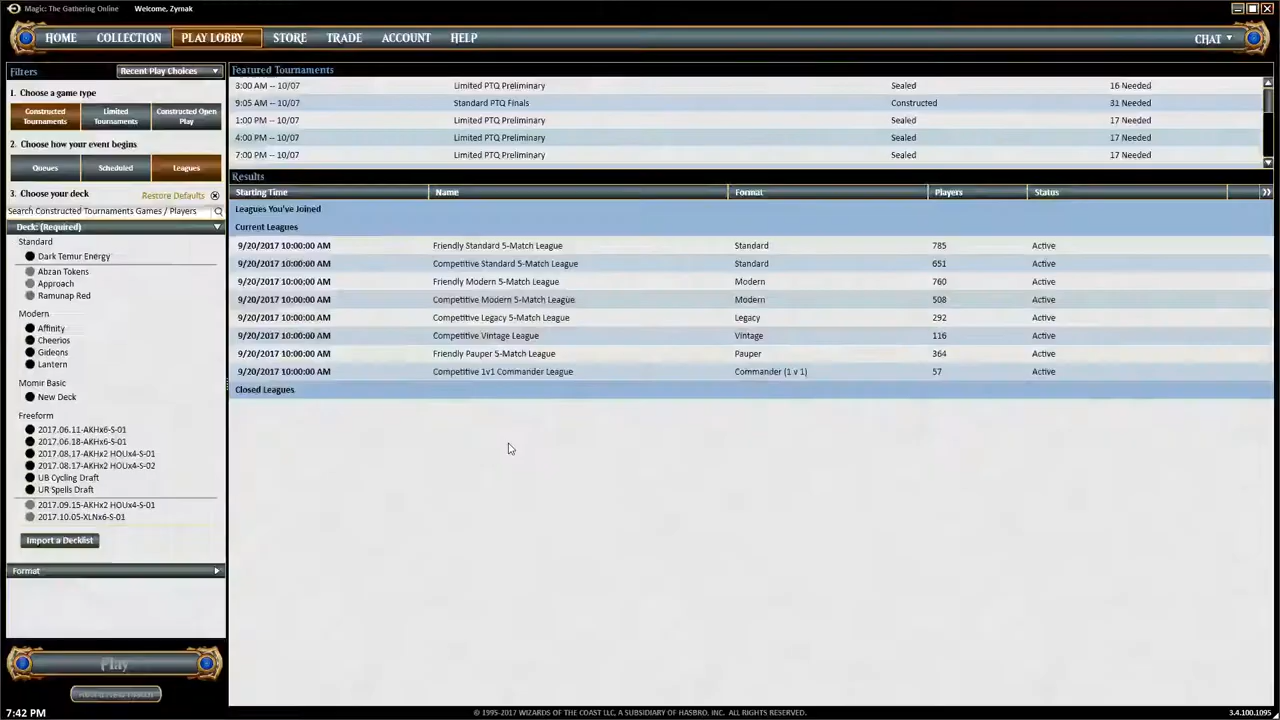 Magic: The Gathering Online Welcome, Zyrnak
HOME COLLECTION PLAY LOBBY STORE TRADE ACCOUNT HELP CHAT
Filters Recent Play Choices
1. Choose a game type
Constructed Tournaments Limited Tournaments Constructed Open Play
2. Choose how your event begins
Queues Scheduled Leagues
3. Choose your deck Restore Defaults
Search Constructed Tournaments Games / Players
Deck: (Required)
Standard
Dark Temur Energy
Abzan Tokens
Approach
Ramunap Red
Modern
Affinity
Cheerios
Gideons
Lantern
Momir Basic
New Deck
Freeform
2017.06.11-AKHx6-S-01
2017.06.18-AKHx6-S-01
2017.08.17-AKHx2 HOUx4-S-01
2017.08.17-AKHx2 HOUx4-S-02
UB Cycling Draft
UR Spells Draft
2017.09.15-AKHx2 HOUx4-S-01
2017.10.05-XLNx6-S-01
Import a Decklist
Format
Play
Featured Tournaments
3:00 AM -- 10/07 Limited PTQ Preliminary Sealed 16 Needed
9:05 AM -- 10/07 Standard PTQ Finals Constructed 31 Needed
1:00 PM -- 10/07 Limited PTQ Preliminary Sealed 17 Needed
4:00 PM -- 10/07 Limited PTQ Preliminary Sealed 17 Needed
7:00 PM -- 10/07 Limited PTQ Preliminary Sealed 17 Needed
Results
Starting Time Name Format Players Status »
Leagues You've Joined
Current Leagues
9/20/2017 10:00:00 AM Friendly Standard 5-Match League Standard 785 Active
9/20/2017 10:00:00 AM Competitive Standard 5-Match League Standard 651 Active
9/20/2017 10:00:00 AM Friendly Modern 5-Match League Modern 760 Active
9/20/2017 10:00:00 AM Competitive Modern 5-Match League Modern 508 Active
9/20/2017 10:00:00 AM Competitive Legacy 5-Match League Legacy 292 Active
9/20/2017 10:00:00 AM Competitive Vintage League Vintage 116 Active
9/20/2017 10:00:00 AM Friendly Pauper 5-Match League Pauper 364 Active
9/20/2017 10:00:00 AM Competitive 1v1 Commander League Commander (1 v 1) 57 Active
Closed Leagues
7:42 PM © 1995-2017 WIZARDS OF THE COAST LLC, A SUBSIDIARY OF HASBRO, INC. ALL RIGHTS RESERVED. 3.4.100.1095